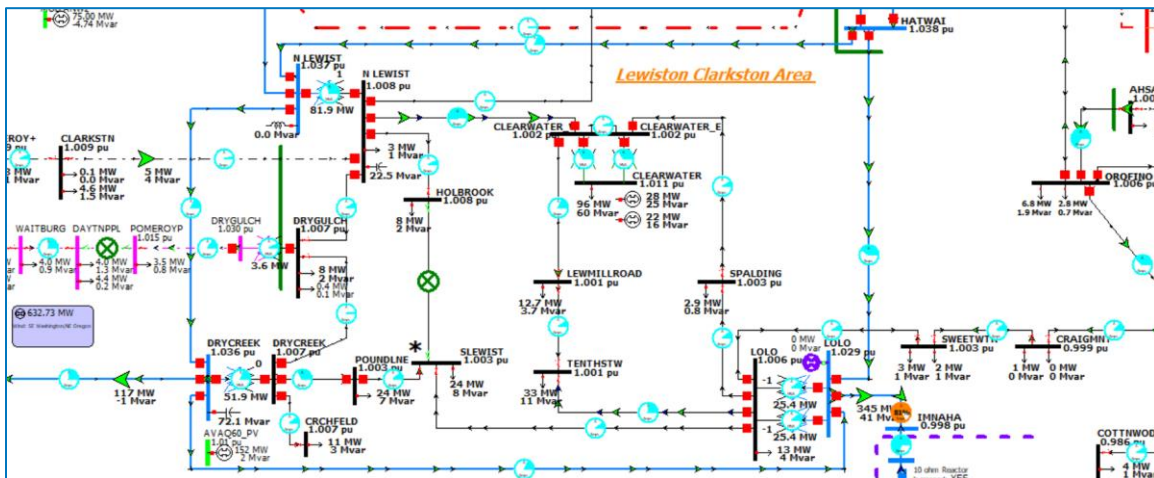 75.00 MW
-4.74 Mvar
HATWAI
1.038 pu
N LEWIST
1.037 pu
1
81.9 MW
0.0 Mvar
N LEWIST
1.008 pu
Lewiston Clarkston Area
CLEARWATER_E
1.002 pu
1.002
3 MW
1 Mvar
22.5 Mvar
ROY+
CLARKSTN
1.009 pu
0.1 MW
0.0 Mvar
4.6 MW
1.5 Mvar
5 MW
4 Mvar
CLEARWATER
1.011 pu
96 MW
60 Mvar
28 MW
25 Mvar
22 MW
16 Mvar
AHSA
OROFINO
1.006 pu
6.8 MW
1.9 Mvar
2.8 MW
0.7 Mvar
HOLBROOK
1.008 pu
8 MW
2 Mvar
WAITBURG
4.0 MW
0.9 Mvar
DAYTNPPL
4.0 MW
1.3 Mvar
4.4 MW
0.2 Mvar
POMEROYP
1.015 pu
3.5 MW
0.8 Mvar
DRYGULCH
1.030 pu
3.6 MW
DRYGULCH
1.007 pu
8 MW
2 Mvar
0.4 MW
0.1 Mvar
LEWMILLROAD
1.001 pu
12.7 MW
3.7 Mvar
SPALDING
1.003 pu
2.9 MW
0.8 Mvar
632.73 MW
DRYCREEK
1.036 pu
0
51.9 MW
72.1 Mvar
117 MW
-1 Mvar
DRYCREEK
1.007 pu
POUNDLNE
1.003 pu
24 MW
7 Mvar
*
SLEWIST
1.003 pu
24 MW
8 Mvar
CRCHFELD
1.007 pu
11 MW
3 Mvar
AVAQ60_PV
1.01 pu
152 MW
2 Mvar
TENTHSTW
1.001 pu
33 MW
11 Mvar
LOLO
1.006 pu
0 MW
0 Mvar
LOLO
1.029 pu
-1
25.4 MW
-1
25.4 MW
13 MW
4 Mvar
345 MW
41 Mvar
IMNAHA
0.998 pu
10 ohm Reactor
SWEETWTR
1.003 pu
3 MW
1 Mvar
2 MW
1 Mvar
CRAIGMNT
0.999 pu
1 MW
0 Mvar
0 MW
0 Mvar
COTTNWOD
0.986 pu
4 MW
1 Mvar